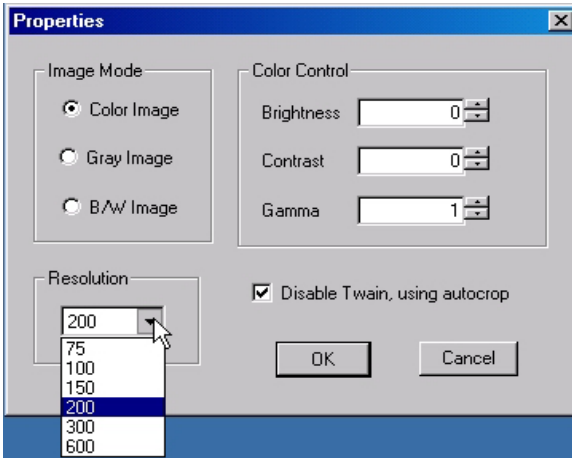 Properties
Image Mode
Color Image
Gray Image
B/W Image
Color Control
Brightness 0
Contrast 0
Gamma 1
Resolution
200
75
100
150
200
300
600
Disable Twain, using autocrop
OK
Cancel